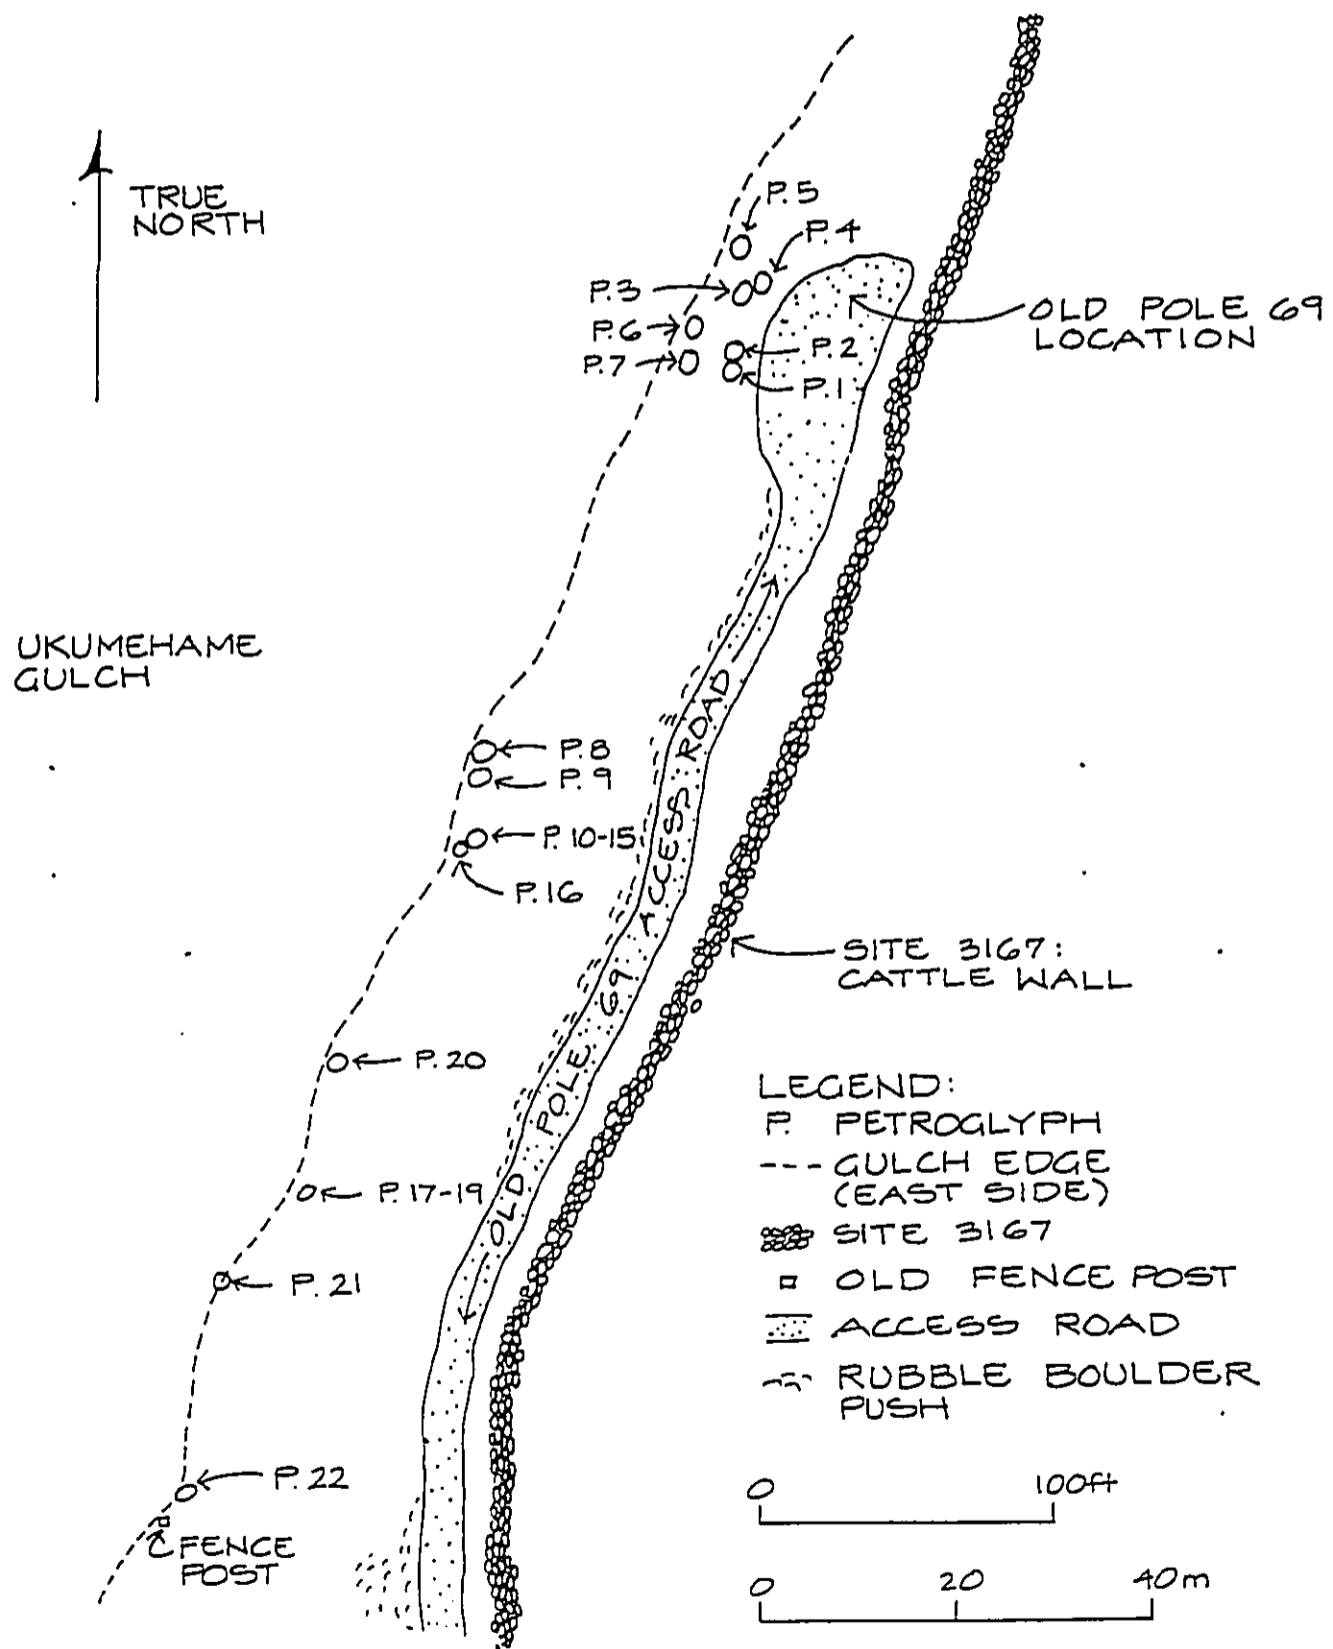 TRUE
NORTH
P.5
P.4
P.3
P.6
P.7
P.2
P.1
OLD POLE 69
LOCATION
UKUMEHAME
GULCH
P.8
P.9
P. 10-15
P.16
OLD POLE 69 ACCESS ROAD
SITE 3167:
CATTLE WALL
P.20
P.17-19
P.21
P.22
FENCE
POST
LEGEND:
P. PETROGLYPH
GULCH EDGE
(EAST SIDE)
SITE 3167
OLD FENCE POST
ACCESS ROAD
RUBBLE BOULDER
PUSH
0 100ft
0 20 40m